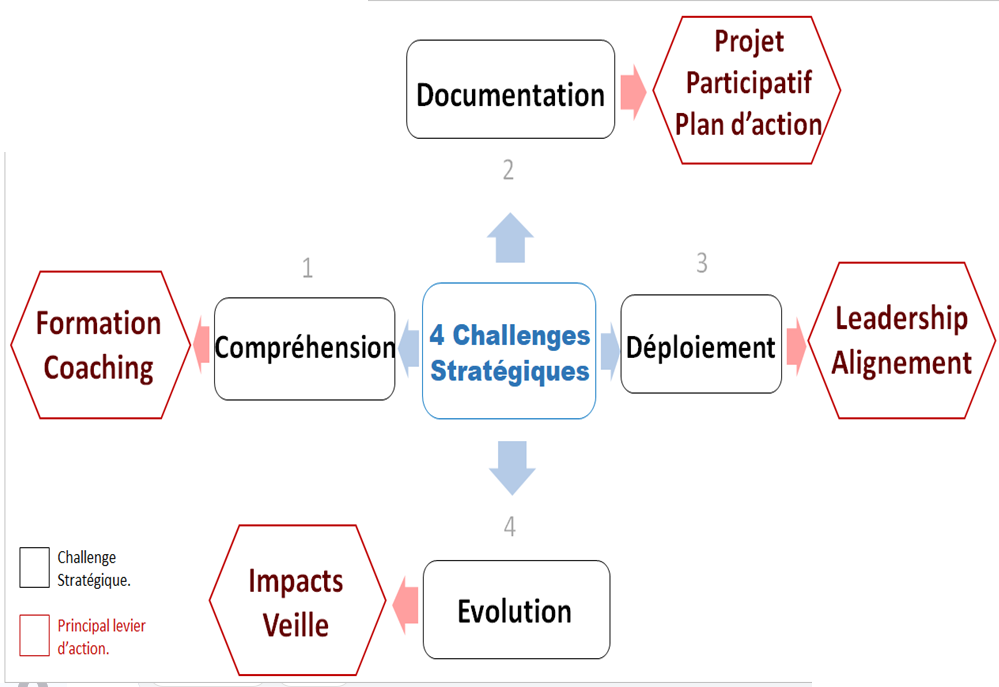 Documentation
Projet
Participatif
Plan d’action
2
1
3
Formation
Coaching
Compréhension
4 Challenges
Stratégiques
Déploiement
Leadership
Alignement
4
Impacts
Veille
Evolution
Challenge
Stratégique.
Principal levier
d’action.